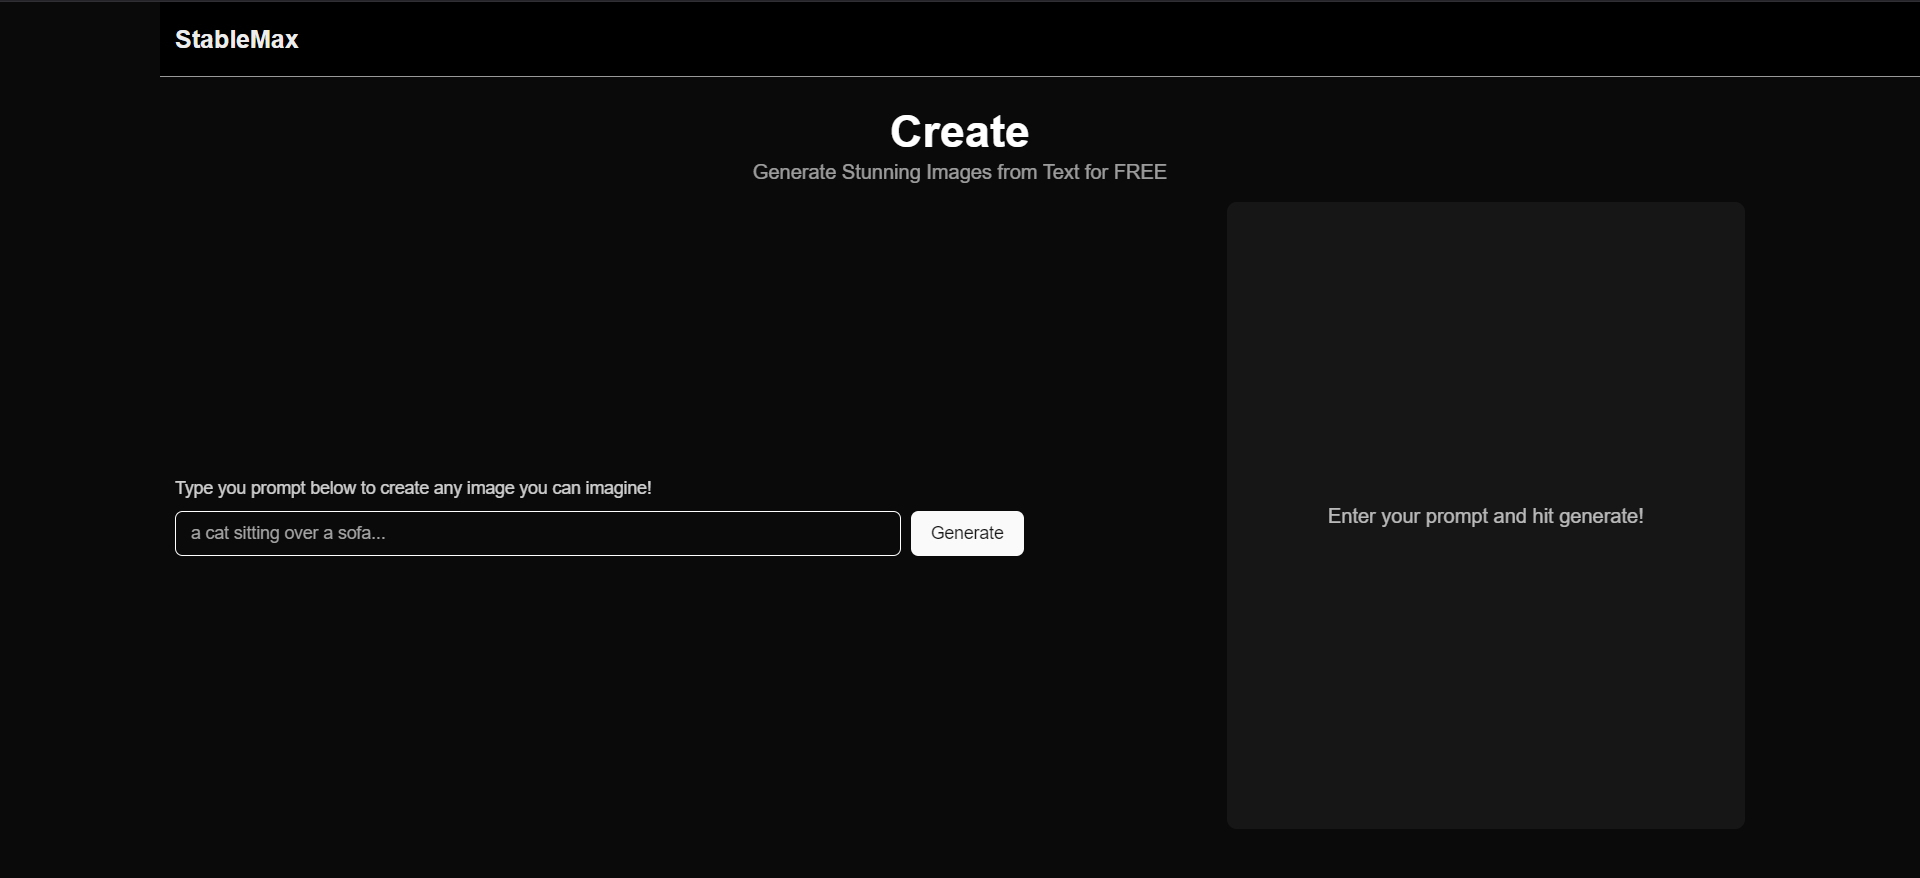 StableMax
Create
Generate Stunning Images from Text for FREE
Type you prompt below to create any image you can imagine!
a cat sitting over a sofa...
Generate
Enter your prompt and hit generate!